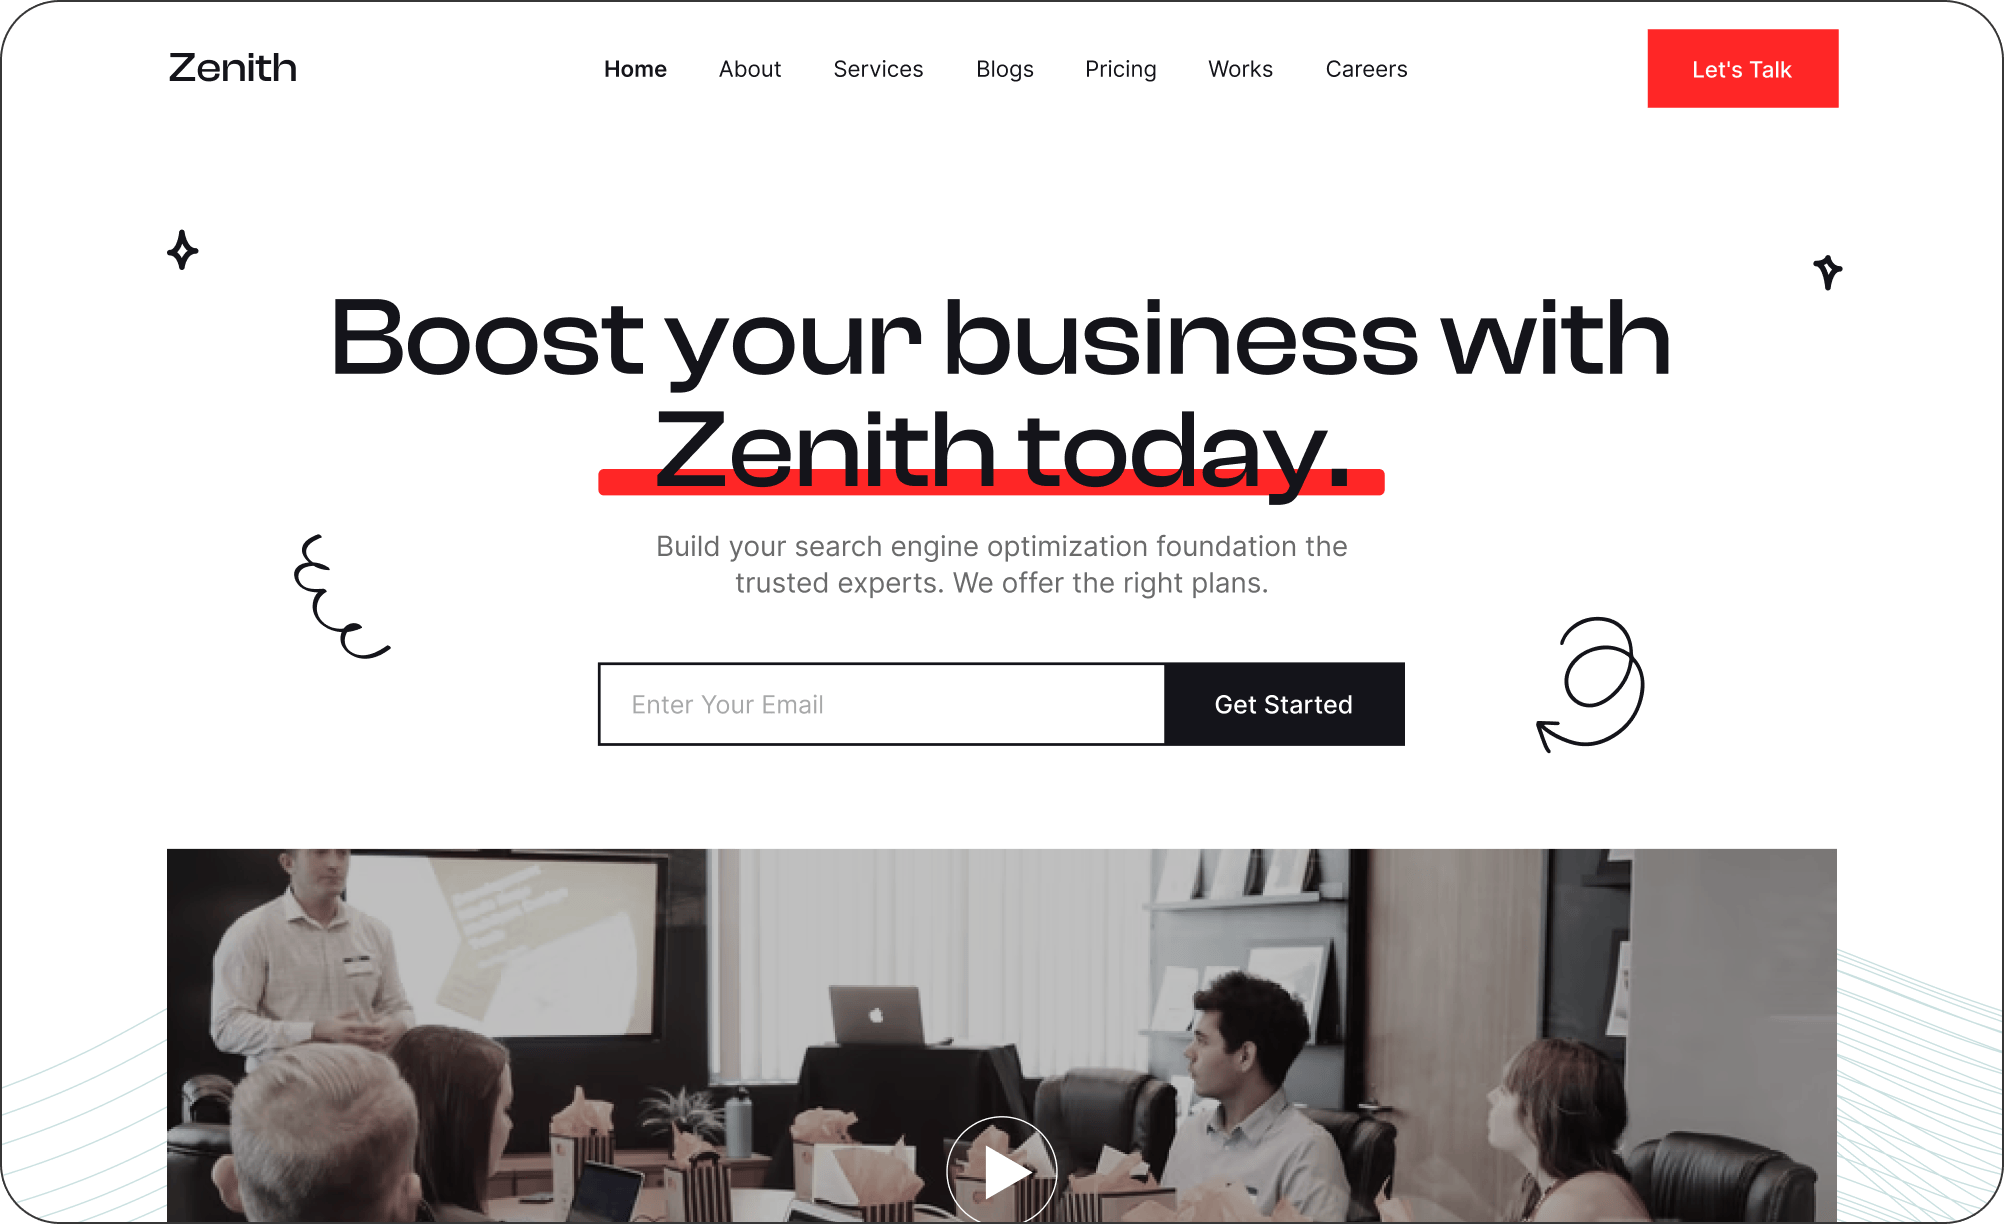 Zenith
Home About Services Blogs Pricing Works Careers
Let's Talk
Boost your business with
Zenith today.
Build your search engine optimization foundation the
trusted experts. We offer the right plans.
Enter Your Email
Get Started